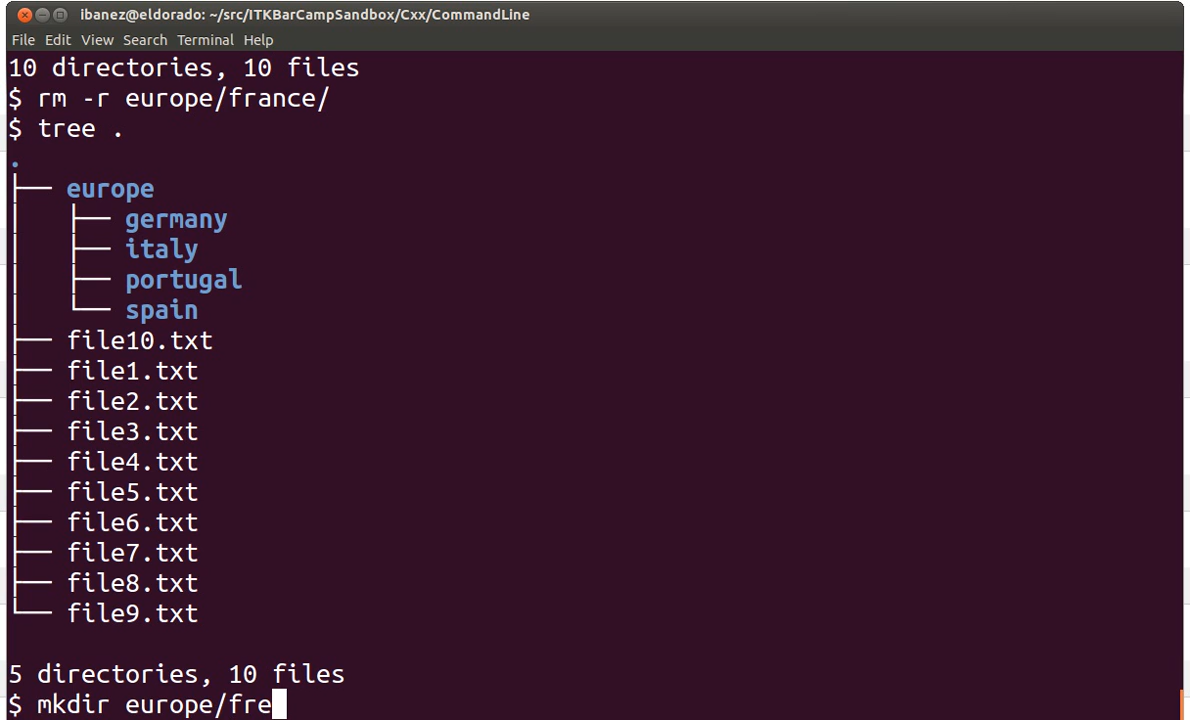 ibanez@eldorado: ~/src/ITKBarCampSandbox/Cxx/CommandLine
File Edit View Search Terminal Help
10 directories, 10 files
$ rm -r europe/france/
$ tree .
.
├── europe
│   ├── germany
│   ├── italy
│   ├── portugal
│   └── spain
├── file10.txt
├── file1.txt
├── file2.txt
├── file3.txt
├── file4.txt
├── file5.txt
├── file6.txt
├── file7.txt
├── file8.txt
└── file9.txt
5 directories, 10 files
$ mkdir europe/fre